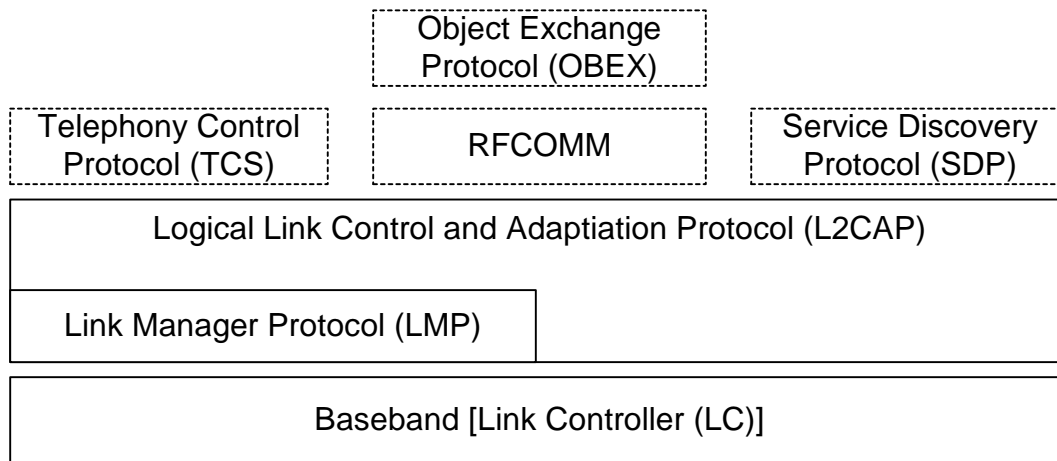 Object Exchange
Protocol (OBEX)
Telephony Control
Protocol (TCS)
RFCOMM
Service Discovery
Protocol (SDP)
Logical Link Control and Adaptiation Protocol (L2CAP)
Link Manager Protocol (LMP)
Baseband [Link Controller (LC)]